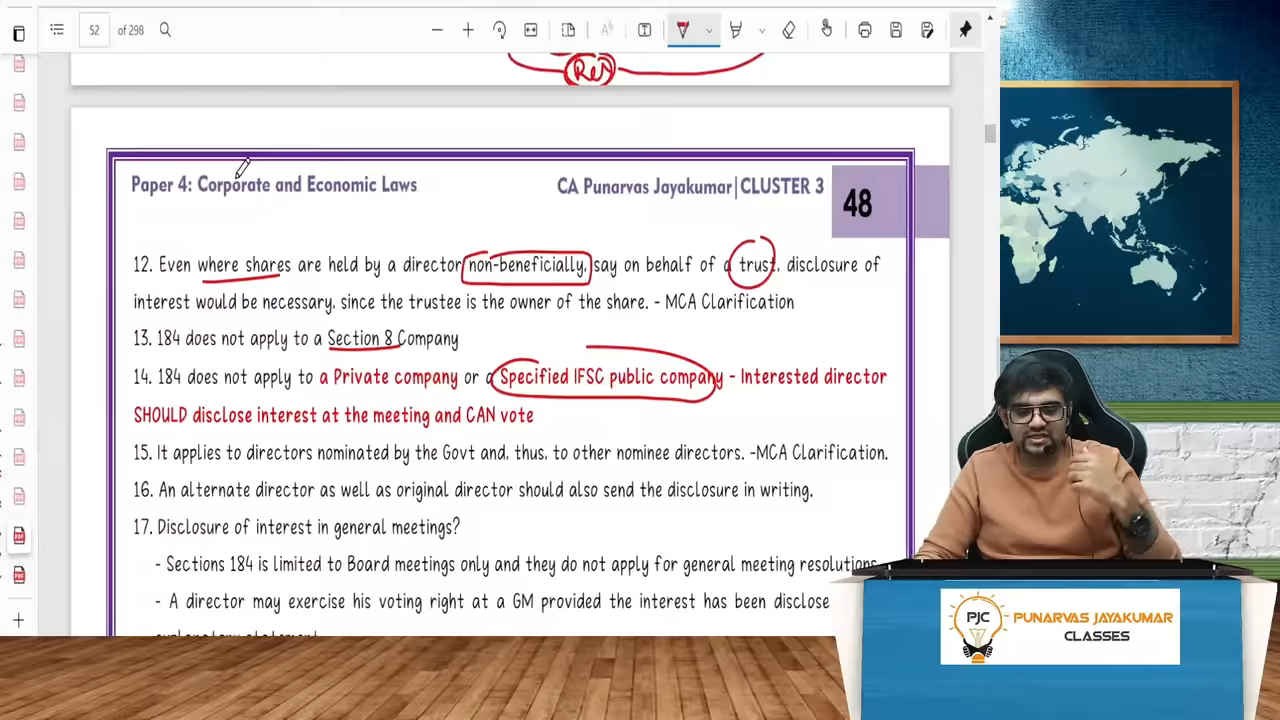 52 of 298
Res
Paper 4: Corporate and Economic Laws
CA Punarvas Jayakumar|CLUSTER 3
48
12. Even where shares are held by a director non-beneficially, say on behalf of a trust, disclosure of
interest would be necessary, since the trustee is the owner of the share. - MCA Clarification
13. 184 does not apply to a Section 8 Company
14. 184 does not apply to a Private company or a Specified IFSC public company - Interested director
SHOULD disclose interest at the meeting and CAN vote
15. It applies to directors nominated by the Govt and, thus, to other nominee directors. -MCA Clarification.
16. An alternate director as well as original director should also send the disclosure in writing.
17. Disclosure of interest in general meetings?
- Sections 184 is limited to Board meetings only and they do not apply for general meeting resolutions
- A director may exercise his voting right at a GM provided the interest has been disclose
PJC
PUNARVAS JAYAKUMAR
CLASSES